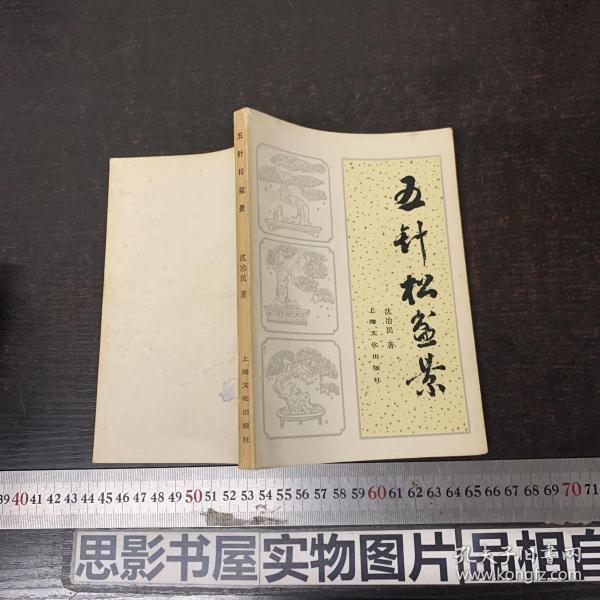 五针松盆景
沈冶民 著
上海文化出版社
五针松盆景
沈冶民 著
上海文化出版社
39 40 41 42 43 44 45 46 47 48 49 50 51 52 53 54 55 56 57 58 59 60 61 62 63 64 65 66 67 68 69 70 71
思影书屋实物图片
孔夫子旧书网
www.kongfz.com